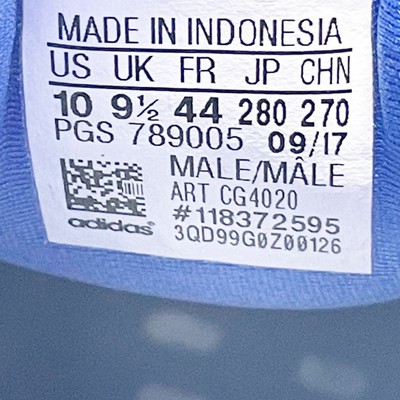 MADE IN INDONESIA
US UK FR JP CHN
10 9½ 44 280 270
PGS 789005 09/17
MALE/MÂLE
ART CG4020
#118372595
adidas 3QD99G0Z00126